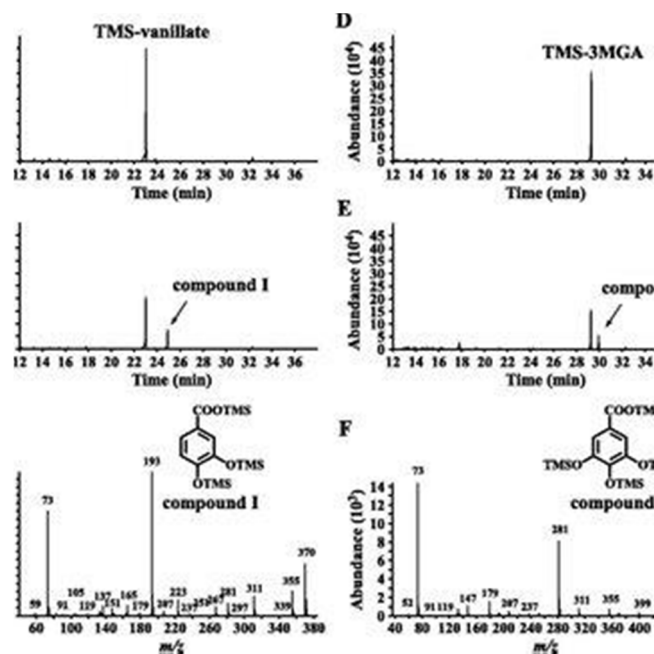 TMS-vanillate
12 14 16 18 20 22 24 26 28 30 32 34 36
Time (min)
D
TMS-3MGA
Abundance (10⁴)
45
40
35
30
25
20
15
10
5
0
12 14 16 18 20 22 24 26 28 30 32 34
Time (min)
compound I
12 14 16 18 20 22 24 26 28 30 32 34 36
Time (min)
E
compo
Abundance (10⁴)
45
40
35
30
25
20
15
10
5
0
12 14 16 18 20 22 24 26 28 30 32 34
Time (min)
COOTMS
OTMS
OTMS
compound I
193
73
370
355
311
281
223
165
137
105
59
91
119
151
179
207
237
297
339
60 100 140 180 220 260 300 340 380
m/z
F
COOTM
TMSO
OT
OTMS
compound
Abundance (10³)
14
12
10
8
6
4
2
0
73
281
91
119
147
179
207
237
311
355
399
40 80 120 160 200 240 280 320 360 40
m/z